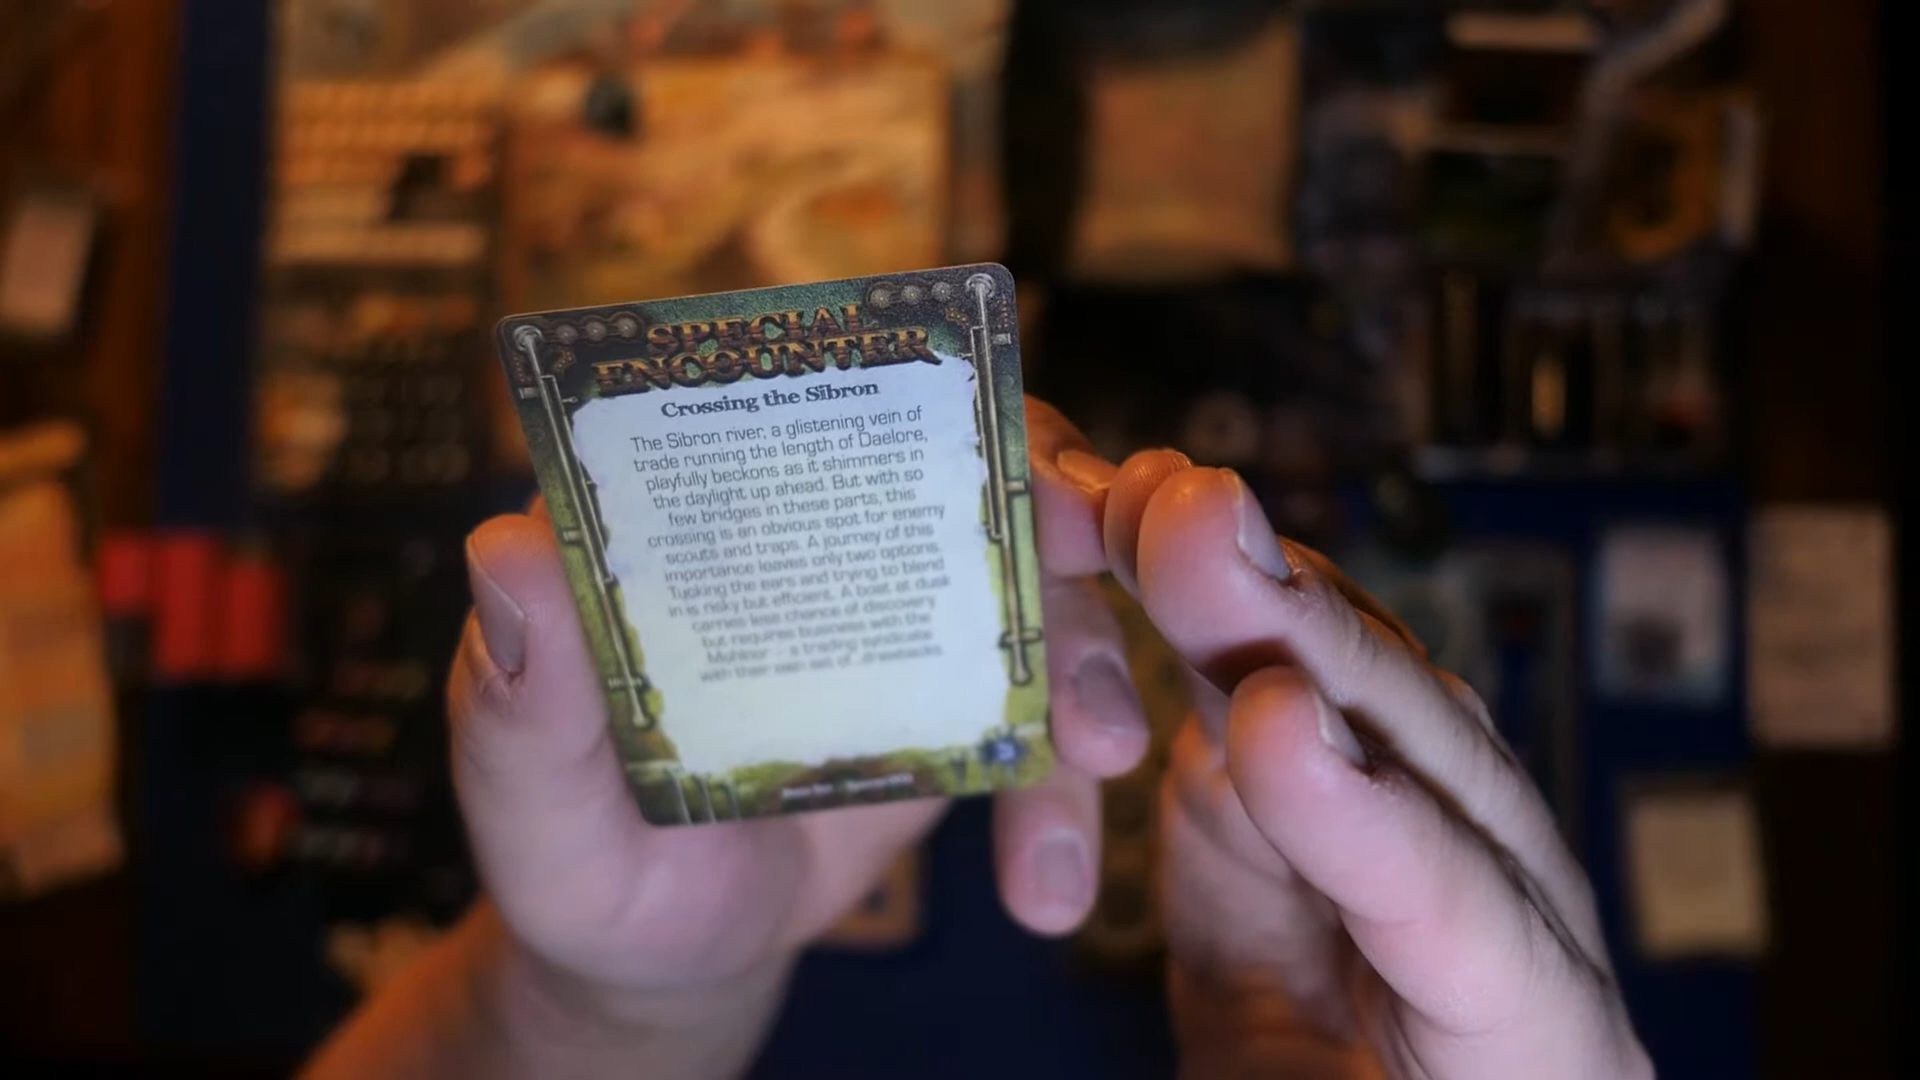 SPECIAL
ENCOUNTER
Crossing the Sibron
The Sibron river, a glistening vein of
trade running the length of Daelore,
playfully beckons as it shimmers in
the daylight up ahead. But with so
few bridges in these parts, this
crossing is an obvious spot for enemy
scouts and traps. A journey of this
importance leaves only two options.
Tucking the ears and trying to blend
in is risky but efficient. A boat at dusk
carries less chance of discovery
but requires business with the
- a trading syndicate
with their own set of...drawbacks